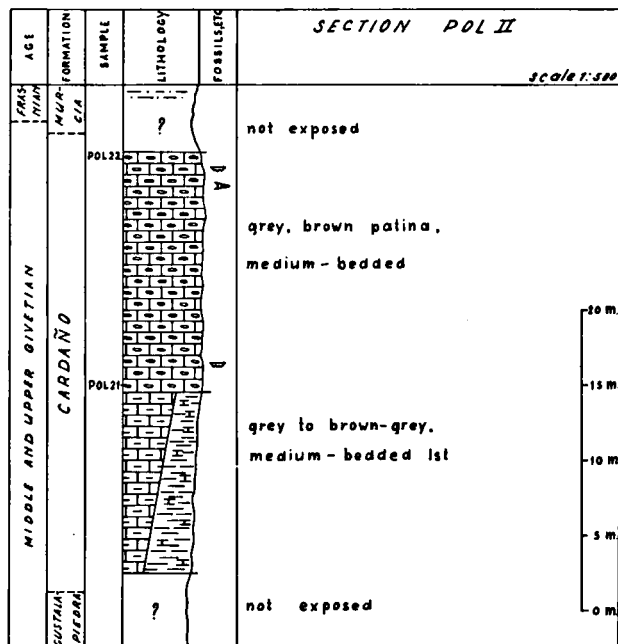 SECTION POL II
AGE
FORMATION
SAMPLE
LITHOLOGY
FOSSILS, ETC
scale 1:500
FRAS-
NIAN
MUR-
CIA
?
not exposed
POL22
grey, brown patina,
medium-bedded
MIDDLE AND UPPER GIVETIAN
CARDAÑO
20 m.
POL21
15 m.
grey to brown-grey,
medium-bedded lst
10 m
5 m
GUSTALA-
PIEDRA
?
not exposed
0 m.